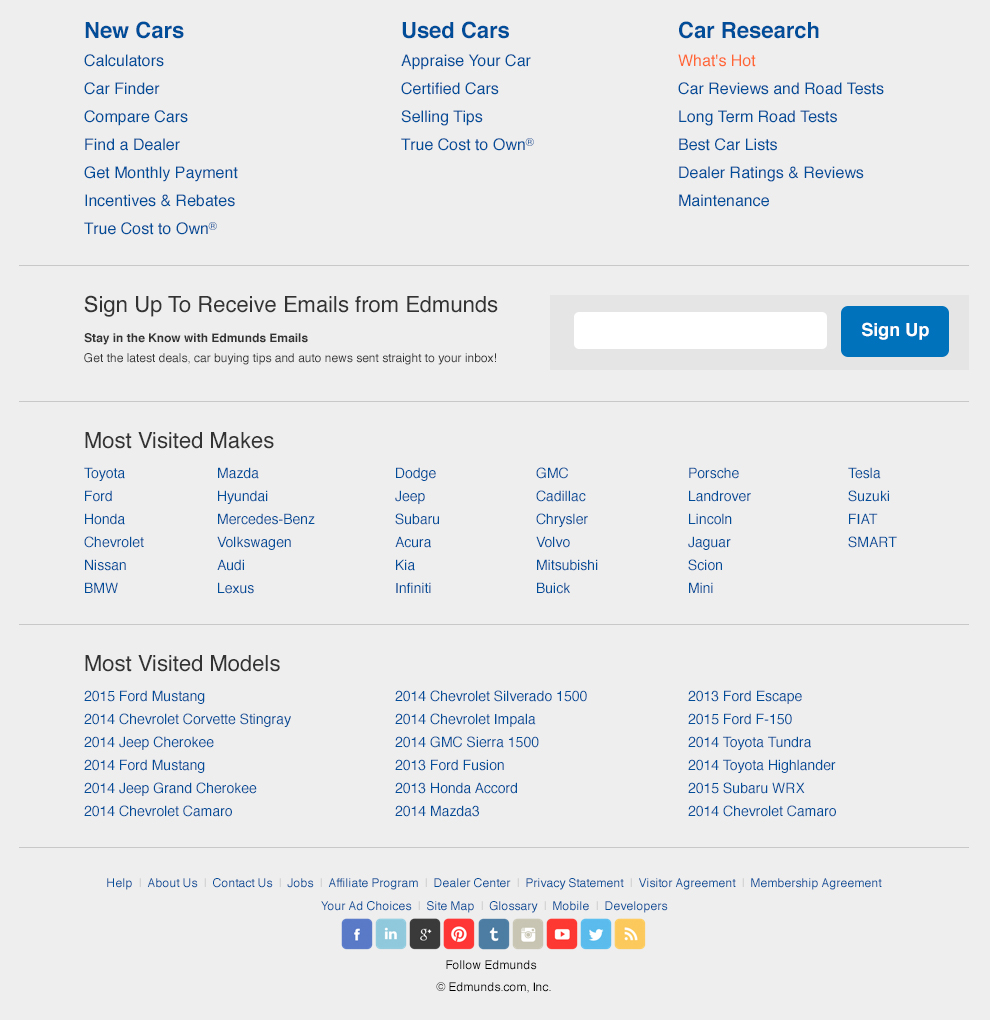 New Cars
Calculators
Car Finder
Compare Cars
Find a Dealer
Get Monthly Payment
Incentives & Rebates
True Cost to Own®
Used Cars
Appraise Your Car
Certified Cars
Selling Tips
True Cost to Own®
Car Research
What's Hot
Car Reviews and Road Tests
Long Term Road Tests
Best Car Lists
Dealer Ratings & Reviews
Maintenance
Sign Up To Receive Emails from Edmunds
Stay in the Know with Edmunds Emails
Get the latest deals, car buying tips and auto news sent straight to your inbox!
Sign Up
Most Visited Makes
Toyota
Ford
Honda
Chevrolet
Nissan
BMW
Mazda
Hyundai
Mercedes-Benz
Volkswagen
Audi
Lexus
Dodge
Jeep
Subaru
Acura
Kia
Infiniti
GMC
Cadillac
Chrysler
Volvo
Mitsubishi
Buick
Porsche
Landrover
Lincoln
Jaguar
Scion
Mini
Tesla
Suzuki
FIAT
SMART
Most Visited Models
2015 Ford Mustang
2014 Chevrolet Corvette Stingray
2014 Jeep Cherokee
2014 Ford Mustang
2014 Jeep Grand Cherokee
2014 Chevrolet Camaro
2014 Chevrolet Silverado 1500
2014 Chevrolet Impala
2014 GMC Sierra 1500
2013 Ford Fusion
2013 Honda Accord
2014 Mazda3
2013 Ford Escape
2015 Ford F-150
2014 Toyota Tundra
2014 Toyota Highlander
2015 Subaru WRX
2014 Chevrolet Camaro
Help | About Us | Contact Us | Jobs | Affiliate Program | Dealer Center | Privacy Statement | Visitor Agreement | Membership Agreement
Your Ad Choices | Site Map | Glossary | Mobile | Developers
f in g+ t
Follow Edmunds
© Edmunds.com, Inc.